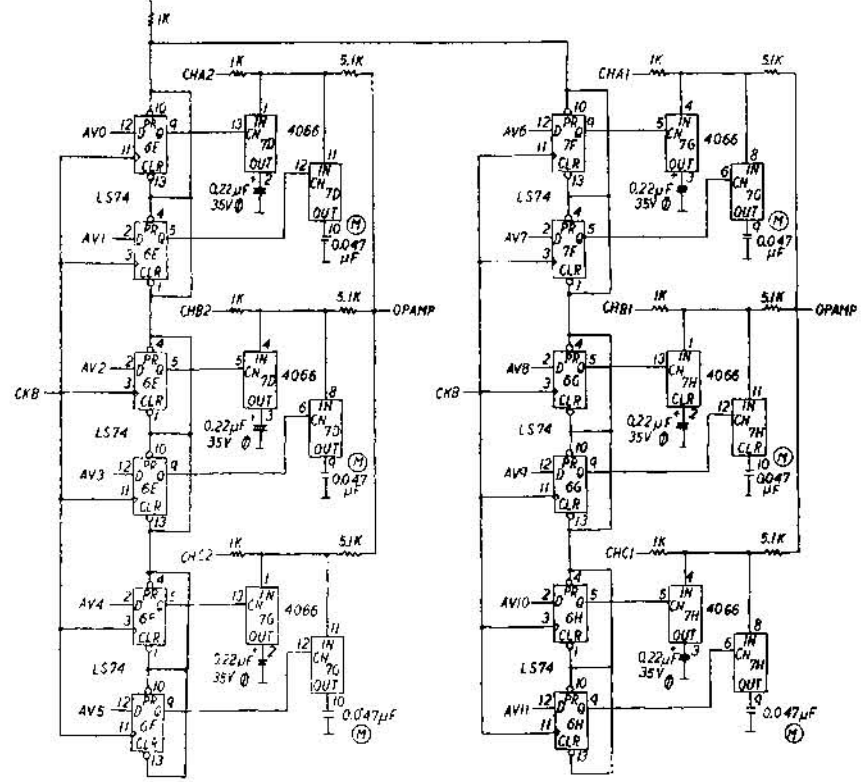 1K
CHA2 1K 5.1K
10
AV0 12 D PR Q 9
6E
11 CLR
13
1
13 IN 4066
CN 7D
OUT
2
0.22µF
35V
11
12 IN
CN 7D
OUT
10 M
0.047
µF
LS74
4
AV1 2 D PR Q 5
6E
3 CLR
1
CHB2 1K 5.1K OPAMP
4
AV2 2 D PR Q 5
6E
3 CLR
1
CKB
4
5 IN 4066
CN 7D
OUT
3
0.22µF
35V
8
6 IN
CN 7D
OUT
9 M
0.047
µF
LS74
10
AV3 12 D PR Q 9
6E
11 CLR
13
CHC2 1K 5.1K
4
AV4 2 D PR Q 5
6F
3 CLR
1
1
13 IN 4066
CN 7G
OUT
2
0.22µF
35V
11
12 IN
CN 7G
OUT
10
0.047µF
M
LS74
10
AV5 12 D PR Q 9
6F
11 CLR
13
CHA1 1K 5.1K
10
AV6 12 D PR Q 9
7F
11 CLR
13
4
5 IN 4066
CN 7G
OUT
3
0.22µF
35V
8
6 IN
CN 7G
OUT
9 M
0.047
µF
LS74
4
AV7 2 D PR Q 5
7F
3 CLR
1
CHB1 1K 5.1K OPAMP
4
AV8 2 D PR Q 5
6G
3 CLR
1
CKB
1
13 IN 4066
CN 7H
CLR
2
0.22µF
35V
11
12 IN
CN 7H
CLR
10 M
0.047
µF
LS74
10
AV9 12 D PR Q 9
6G
11 CLR
13
CHC1 1K 5.1K
4
AV10 2 D PR Q 5
6H
3 CLR
1
4
5 IN 4066
CN 7H
OUT
3
0.22µF
35V
8
6 IN
CN 7H
OUT
9
0.047µF
M
LS74
10
AV11 12 D PR Q 9
6H
11 CLR
13